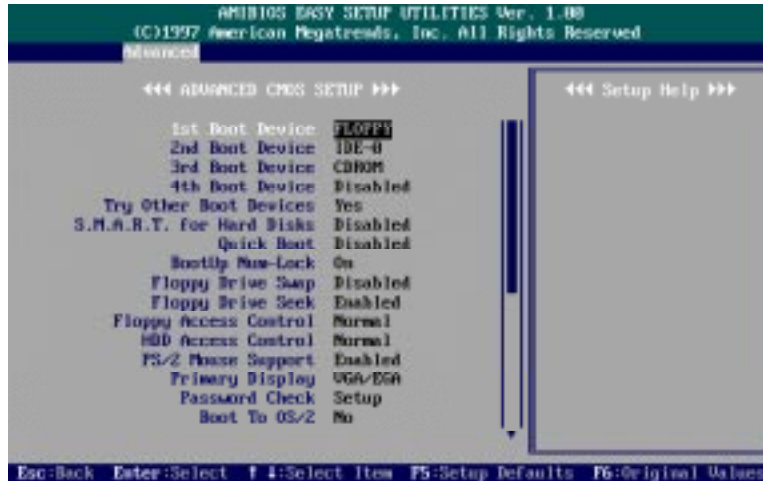 AMIBIOS EASY SETUP UTILITIES Ver. 1.00
(C)1997 American Megatrends, Inc. All Rights Reserved
Advanced
ADVANCED CMOS SETUP
Setup Help
1st Boot Device FLOPPY
2nd Boot Device IDE-0
3rd Boot Device CDROM
4th Boot Device Disabled
Try Other Boot Devices Yes
S.M.A.R.T. for Hard Disks Disabled
Quick Boot Disabled
BootUp Num-Lock On
Floppy Drive Swap Disabled
Floppy Drive Seek Enabled
Floppy Access Control Normal
HDD Access Control Normal
PS/2 Mouse Support Enabled
Primary Display VGA/EGA
Password Check Setup
Boot To OS/2 No
Esc:Back Enter:Select ↑ ↓:Select Item F5:Setup Defaults F6:Original Values